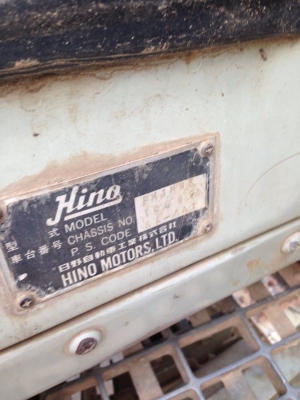 Hino
型式 MODEL
車台番号 CHASSIS NO.
P. S. CODE
日野自動車工業株式会社
HINO MOTORS, LTD.